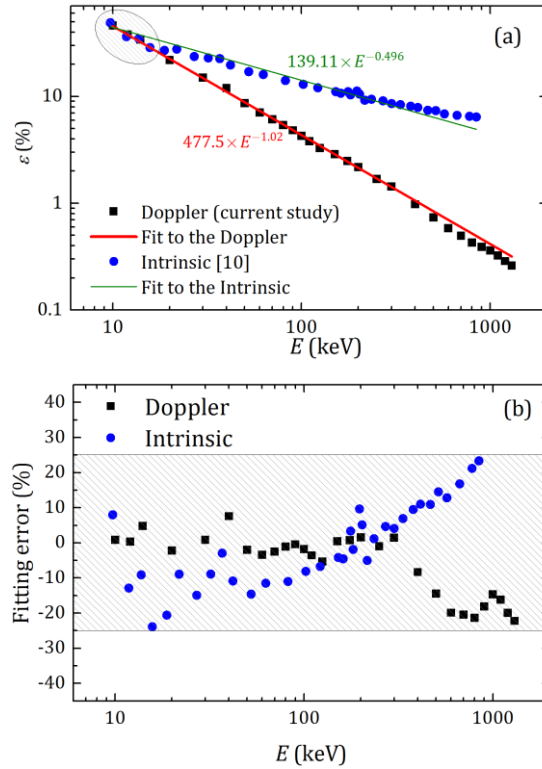 (a)
139.11×E^−0.496
477.5×E^−1.02
ε (%)
10
1
0.1
Doppler (current study)
Fit to the Doppler
Intrinsic [10]
Fit to the Intrinsic
10 100 1000
E (keV)
(b)
Doppler
Intrinsic
Fitting error (%)
40
30
20
10
0
-10
-20
-30
-40
10 100 1000
E (keV)